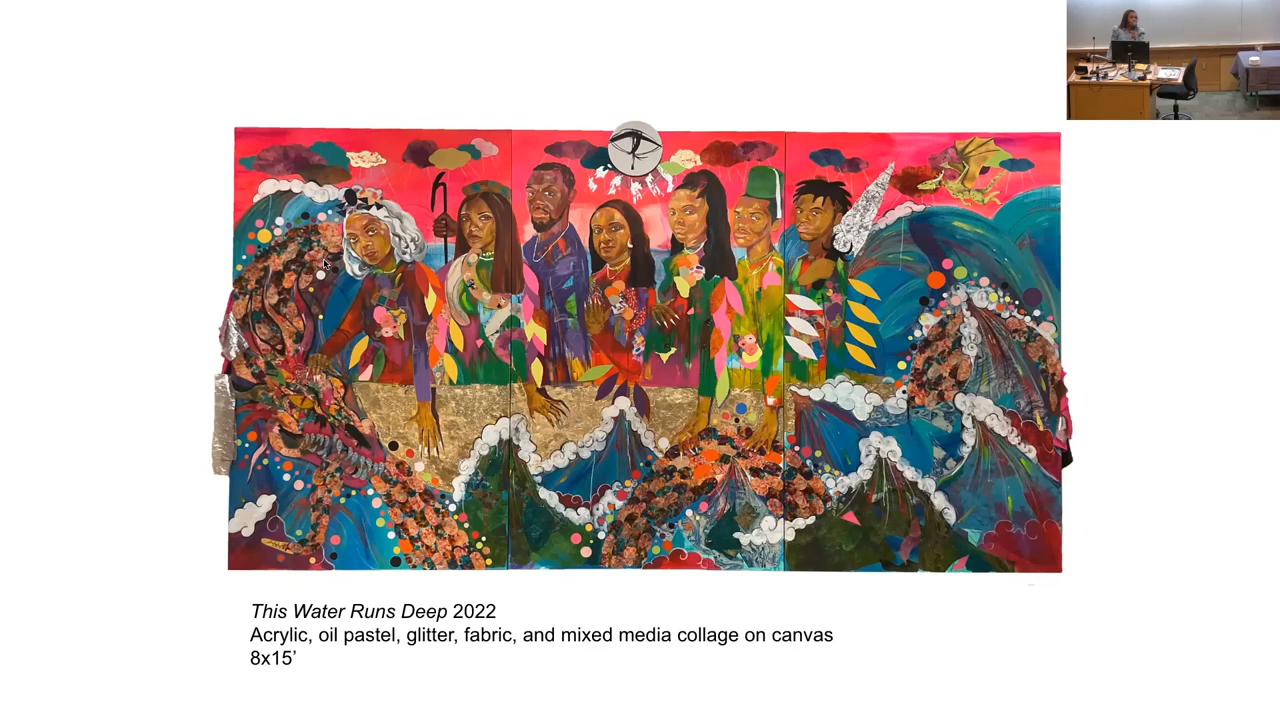 This Water Runs Deep 2022
Acrylic, oil pastel, glitter, fabric, and mixed media collage on canvas
8x15’